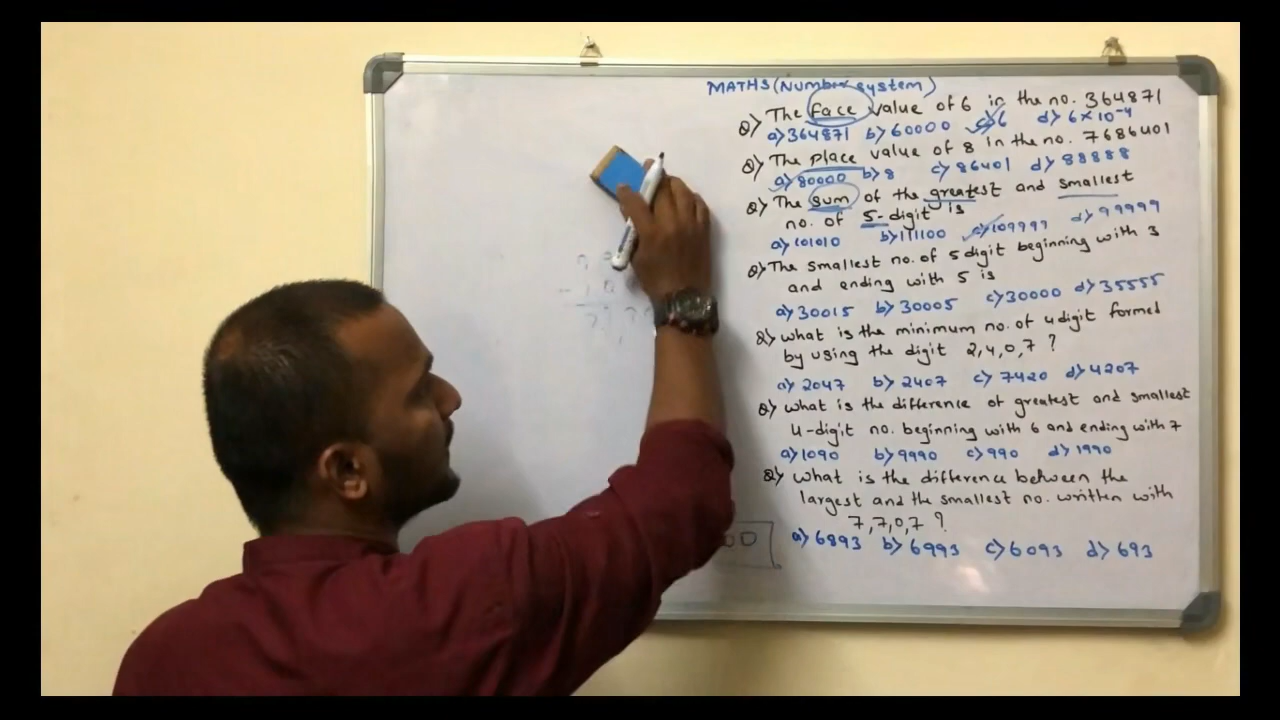 MATHS (Number system)
Q> The face value of 6 in the no. 364871
a> 364871 b> 60000 c> 6 d> 6×10⁻⁴
Q> The place value of 8 in the no. 7686401
a> 80000 b> 8 c> 86401 d> 88888
Q> The sum of the greatest and smallest
no. of 5-digit is
a> 101010 b> 111100 c> 109999 d> 99999
Q> The smallest no. of 5 digit beginning with 3
and ending with 5 is
a> 30015 b> 30005 c> 30000 d> 35555
Q> what is the minimum no. of 4 digit formed
by using the digit 2,4,0,7 ?
a> 2047 b> 2407 c> 7420 d> 4207
Q> what is the difference of greatest and smallest
4-digit no. beginning with 6 and ending with 7
a> 1090 b> 9990 c> 990 d> 1990
Q> what is the difference between the
largest and the smallest no. written with
7,7,0,7 ?
a> 6893 b> 6993 c> 6093 d> 693